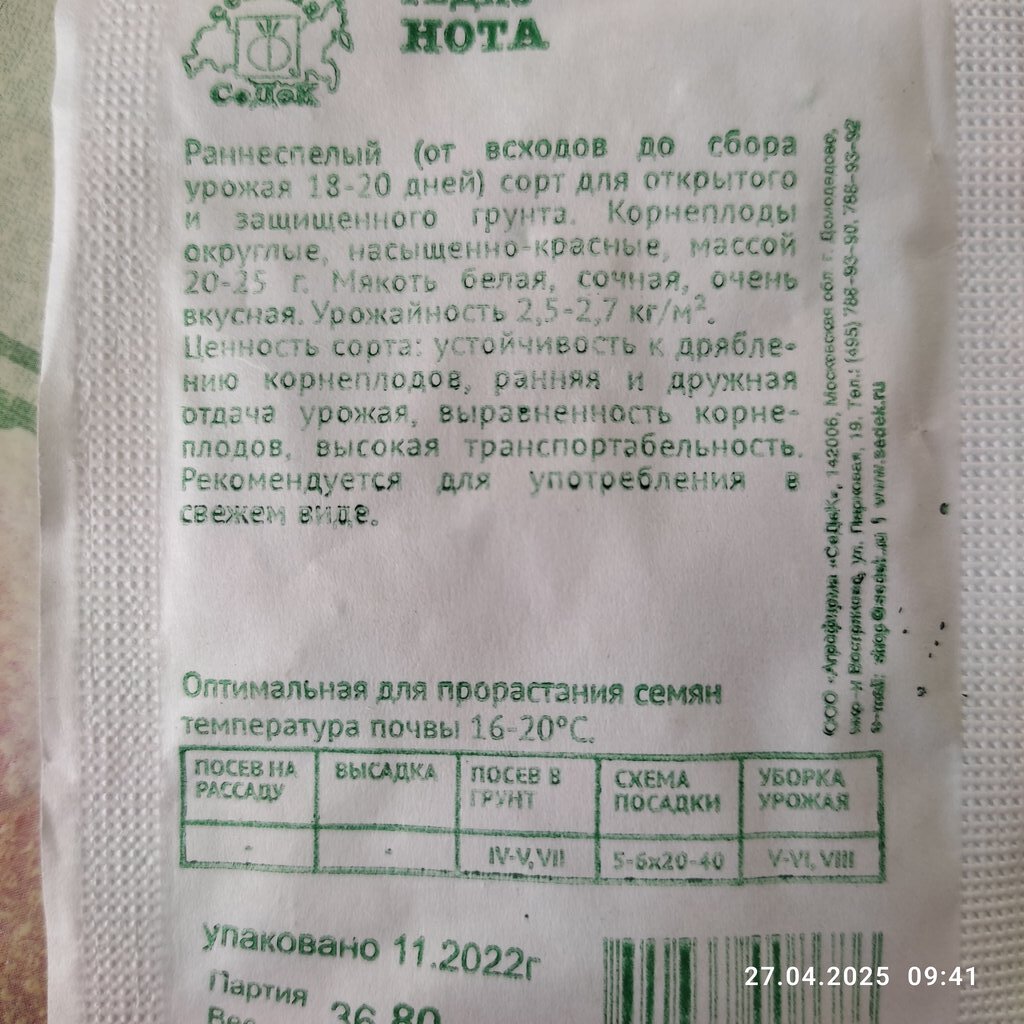 НОТА
СеДеК
Раннеспелый (от всходов до сбора
урожая 18-20 дней) сорт для открытого
и защищенного грунта. Корнеплоды
округлые, насыщенно-красные, массой
20-25 г. Мякоть белая, сочная, очень
вкусная. Урожайность 2,5-2,7 кг/м².
Ценность сорта: устойчивость к дрябле-
нию корнеплодов, ранняя и дружная
отдача урожая, выравненность корне-
плодов, высокая транспортабельность.
Рекомендуется для употребления в
свежем виде.
Оптимальная для прорастания семян
температура почвы 16-20°С.
ПОСЕВ НА РАССАДУ
ВЫСАДКА
ПОСЕВ В ГРУНТ
СХЕМА ПОСАДКИ
УБОРКА УРОЖАЯ
- - IV-V, VII 5-6х20-40 V-VI, VIII
упаковано 11.2022г
Партия 36.80
ООО «Агрофирма «СеДеК», 142006, Московская обл г. Домодедово,
мкр-н Востряково, ул. Парковая, 19. Тел.: (495) 788-93-90, 788-93-92
www.sedek.ru
27.04.2025 09:41